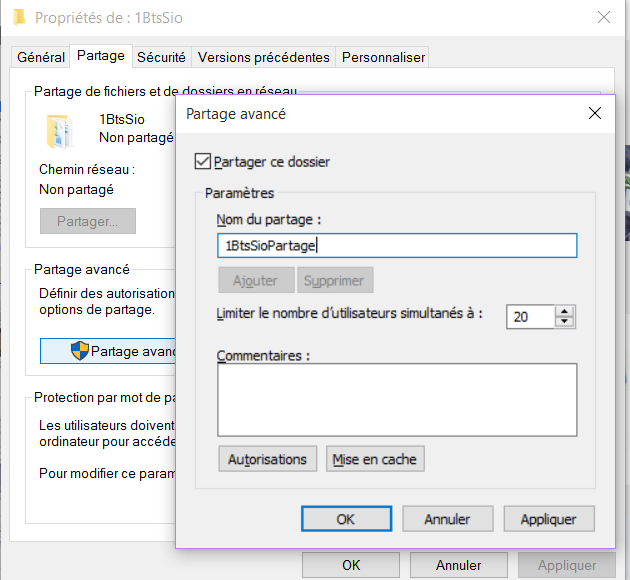 Propriétés de : 1BtsSio
Général Partage Sécurité Versions précédentes Personnaliser
Partage de fichiers et de dossiers en réseau
1BtsSio
Non partagé
Chemin réseau :
Non partagé
Partager...
Partage avancé
Définir des autorisation
options de partage.
Partage avanc
Protection par mot de pa
Les utilisateurs doivent
ordinateur pour accéde
Pour modifier ce param
Partage avancé
Partager ce dossier
Paramètres
Nom du partage :
1BtsSioPartage
Ajouter Supprimer
Limiter le nombre d'utilisateurs simultanés à : 20
Commentaires :
Autorisations Mise en cache
OK Annuler Appliquer
OK Annuler Appliquer